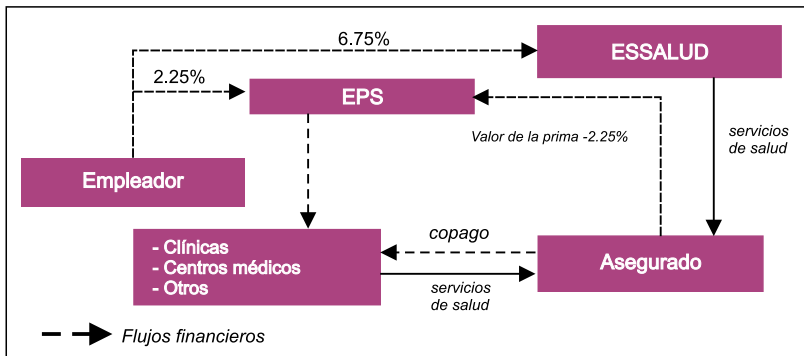 6.75%
ESSALUD
2.25%
EPS
Valor de la prima -2.25%
servicios
de salud
Empleador
- Clínicas
- Centros médicos
- Otros
copago
Asegurado
servicios
de salud
Flujos financieros